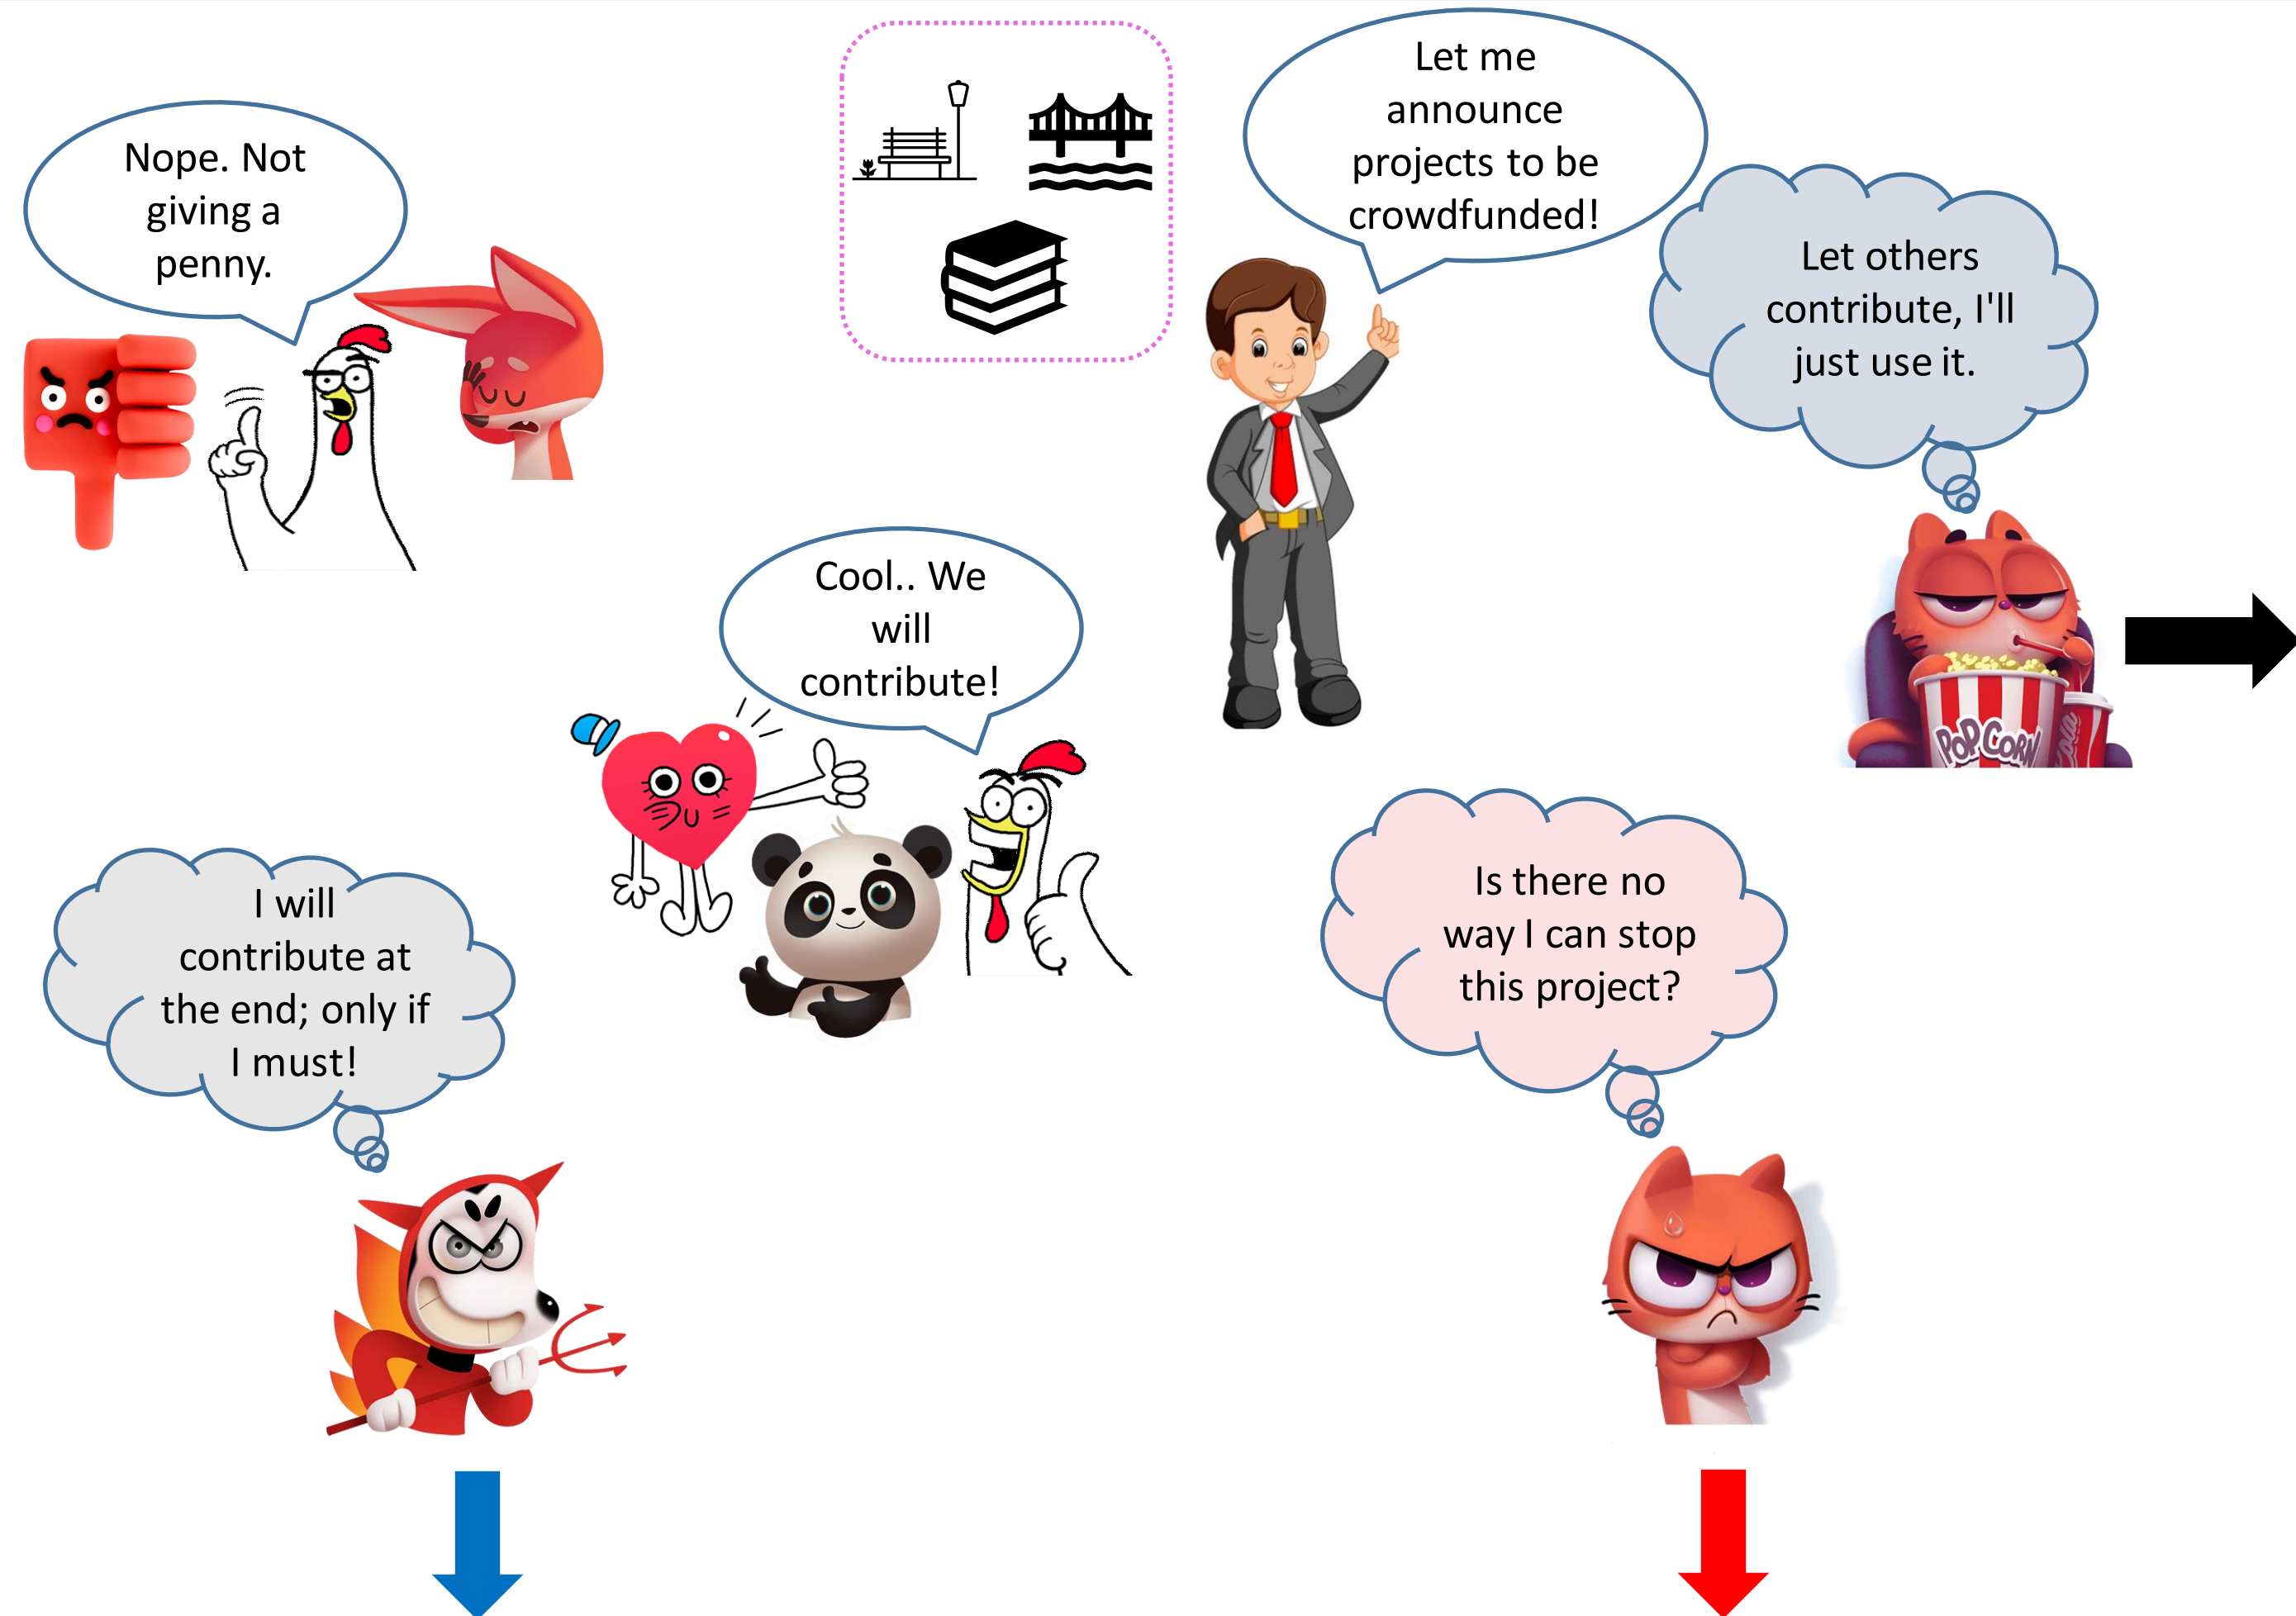 Let me
announce
projects to be
crowdfunded!
Nope. Not
giving a
penny.
Let others
contribute, I'll
just use it.
Cool.. We
will
contribute!
POPCORN
I will
contribute at
the end; only if
I must!
Is there no
way I can stop
this project?